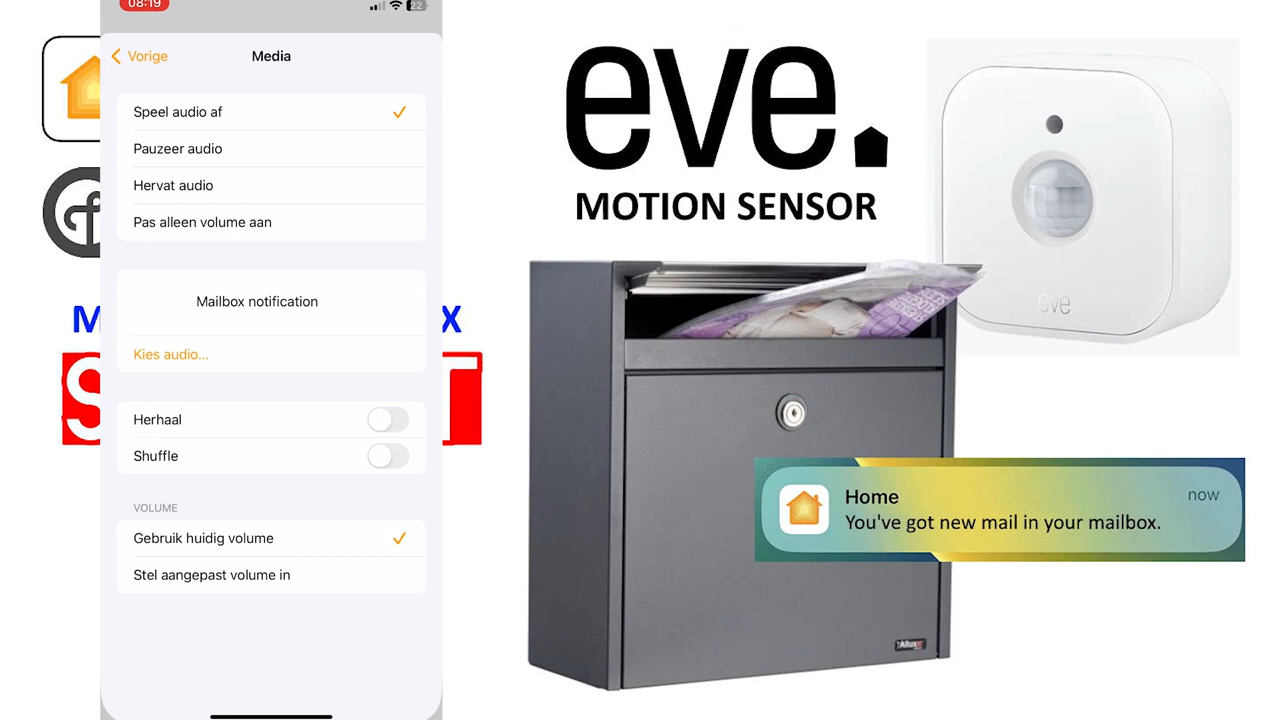 08:19
22
Vorige
Media
Speel audio af
Pauzeer audio
Hervat audio
Pas alleen volume aan
Mailbox notification
Kies audio...
Herhaal
Shuffle
VOLUME
Gebruik huidig volume
Stel aangepast volume in
M
X
S
T
eve
MOTION SENSOR
eve
Allux
Home
now
You've got new mail in your mailbox.